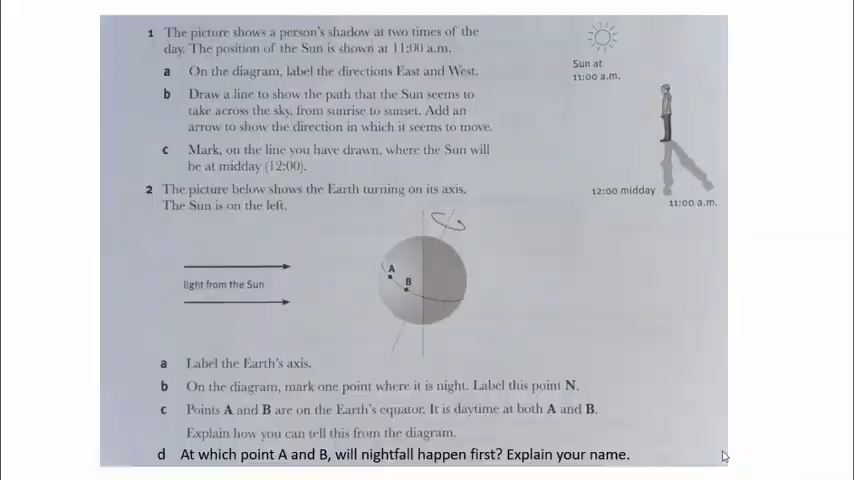 1 The picture shows a person's shadow at two times of the
day. The position of the Sun is shown at 11:00 a.m.
a On the diagram, label the directions East and West.
b Draw a line to show the path that the Sun seems to
take across the sky, from sunrise to sunset. Add an
arrow to show the direction in which it seems to move.
c Mark, on the line you have drawn, where the Sun will
be at midday (12:00).
Sun at
11:00 a.m.
12:00 midday
11:00 a.m.
2 The picture below shows the Earth turning on its axis.
The Sun is on the left.
light from the Sun
A
B
a Label the Earth's axis.
b On the diagram, mark one point where it is night. Label this point N.
c Points A and B are on the Earth's equator. It is daytime at both A and B.
Explain how you can tell this from the diagram.
d At which point A and B, will nightfall happen first? Explain your name.